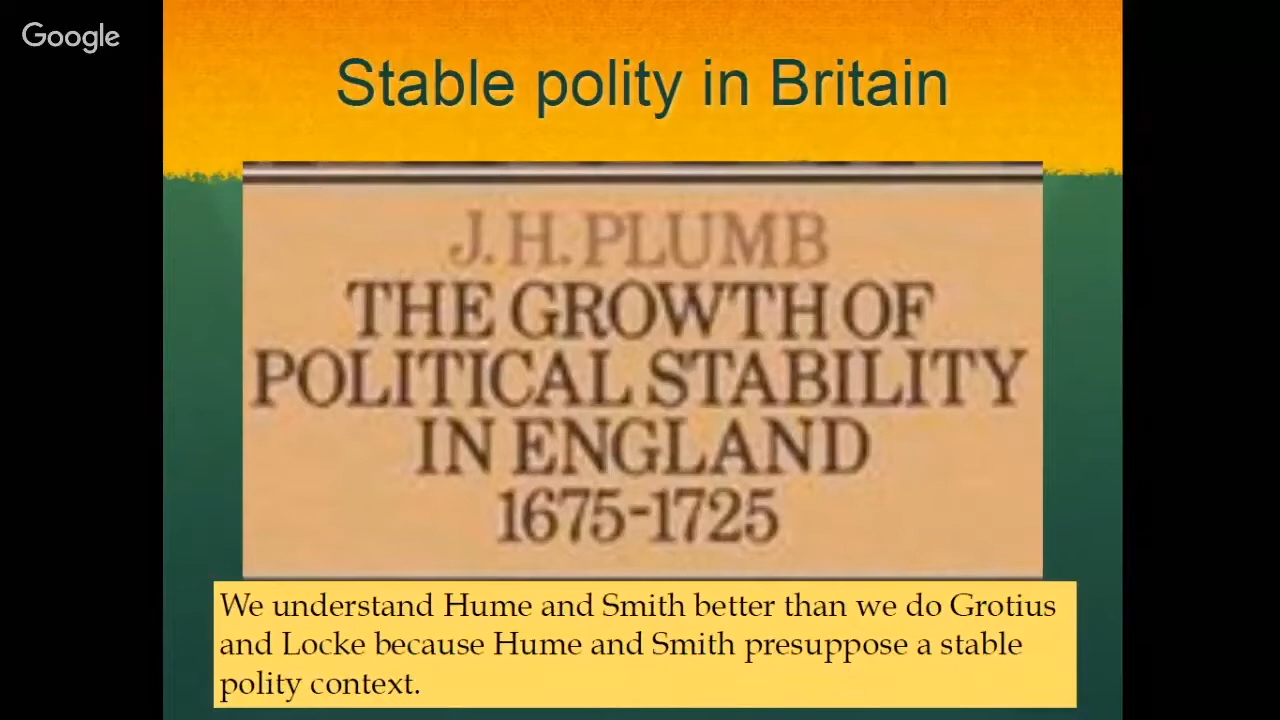 Google
Stable polity in Britain
J.H.PLUMB
THE GROWTH OF
POLITICAL STABILITY
IN ENGLAND
1675-1725
We understand Hume and Smith better than we do Grotius
and Locke because Hume and Smith presuppose a stable
polity context.